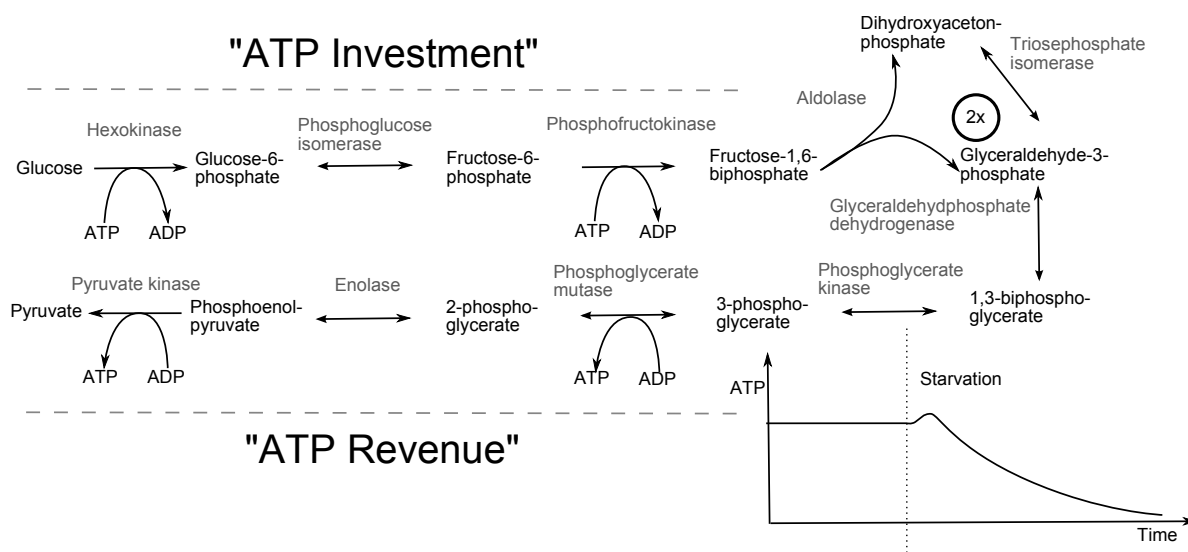 "ATP Investment"
Dihydroxyaceton-
phosphate
Triosephosphate
isomerase
Aldolase
2x
Hexokinase
Phosphoglucose
isomerase
Phosphofructokinase
Glucose
Glucose-6-
phosphate
Fructose-6-
phosphate
Fructose-1,6-
biphosphate
Glyceraldehyde-3-
phosphate
ATP
ADP
ATP
ADP
Glyceraldehydphosphate
dehydrogenase
Pyruvate kinase
Enolase
Phosphoglycerate
mutase
Phosphoglycerate
kinase
Pyruvate
Phosphoenol-
pyruvate
2-phospho-
glycerate
3-phospho-
glycerate
1,3-biphospho-
glycerate
ATP
ADP
ATP
ADP
"ATP Revenue"
ATP
Starvation
Time